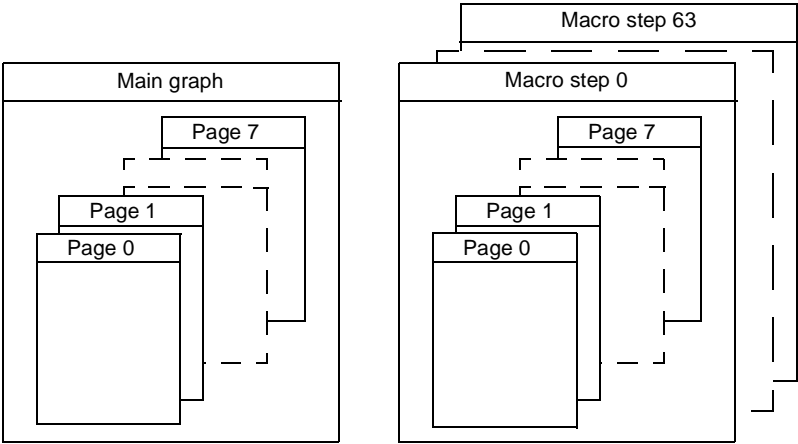 Main graph
Page 7
Page 1
Page 0
Macro step 63
Macro step 0
Page 7
Page 1
Page 0